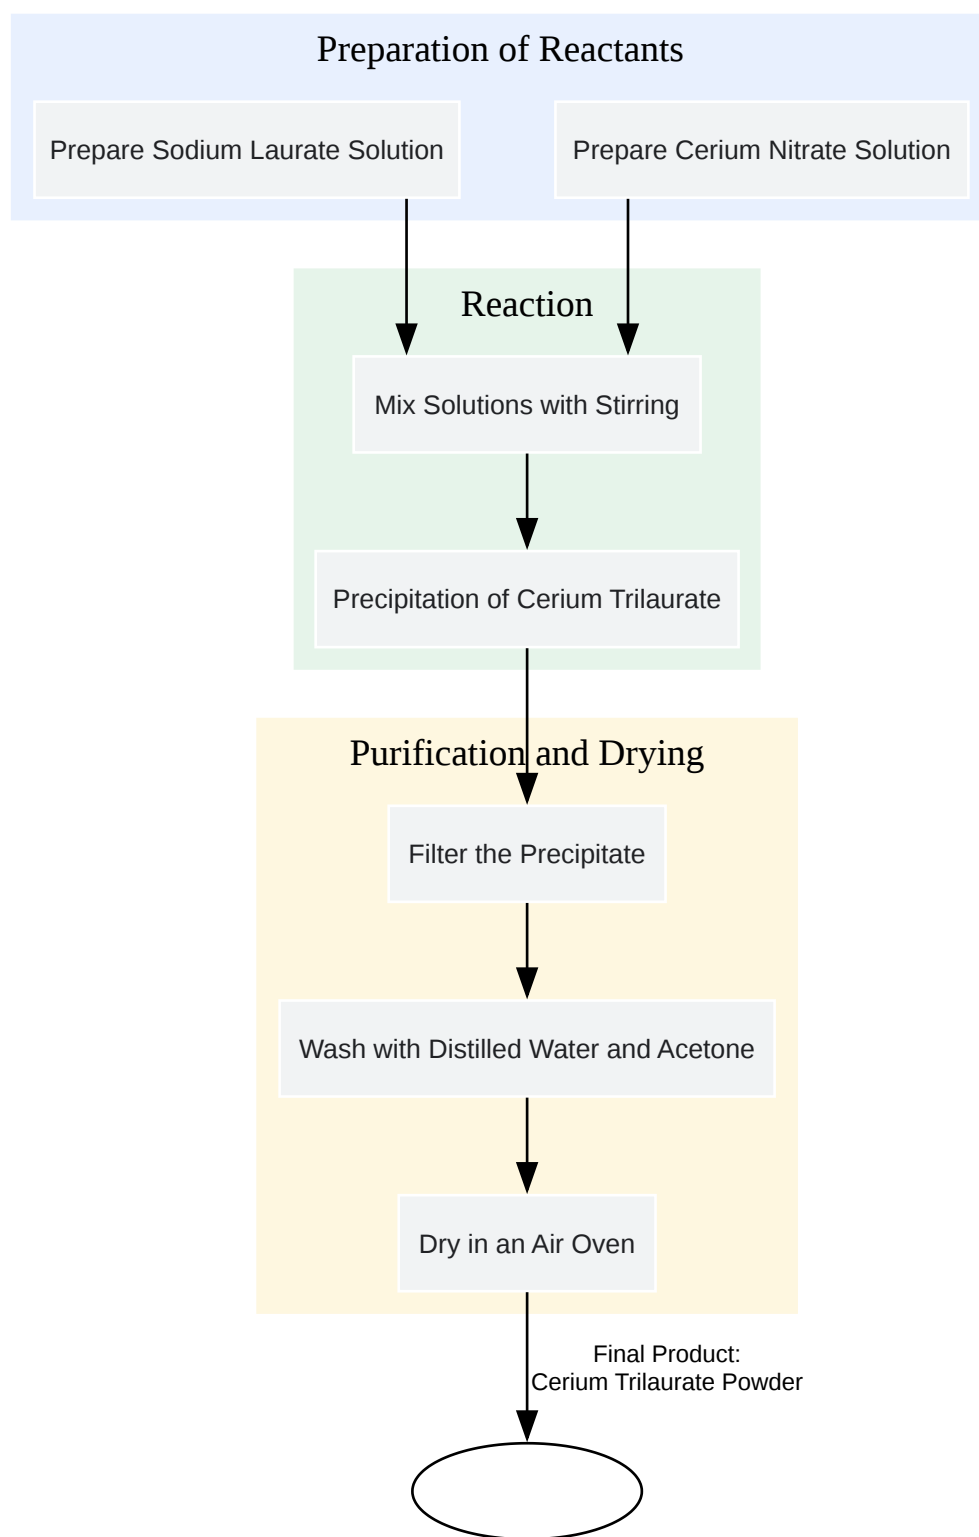 Preparation of Reactants
Prepare Sodium Laurate Solution
Prepare Cerium Nitrate Solution
Reaction
Mix Solutions with Stirring
Precipitation of Cerium Trilaurate
Purification and Drying
Filter the Precipitate
Wash with Distilled Water and Acetone
Dry in an Air Oven
Final Product:
Cerium Trilaurate Powder